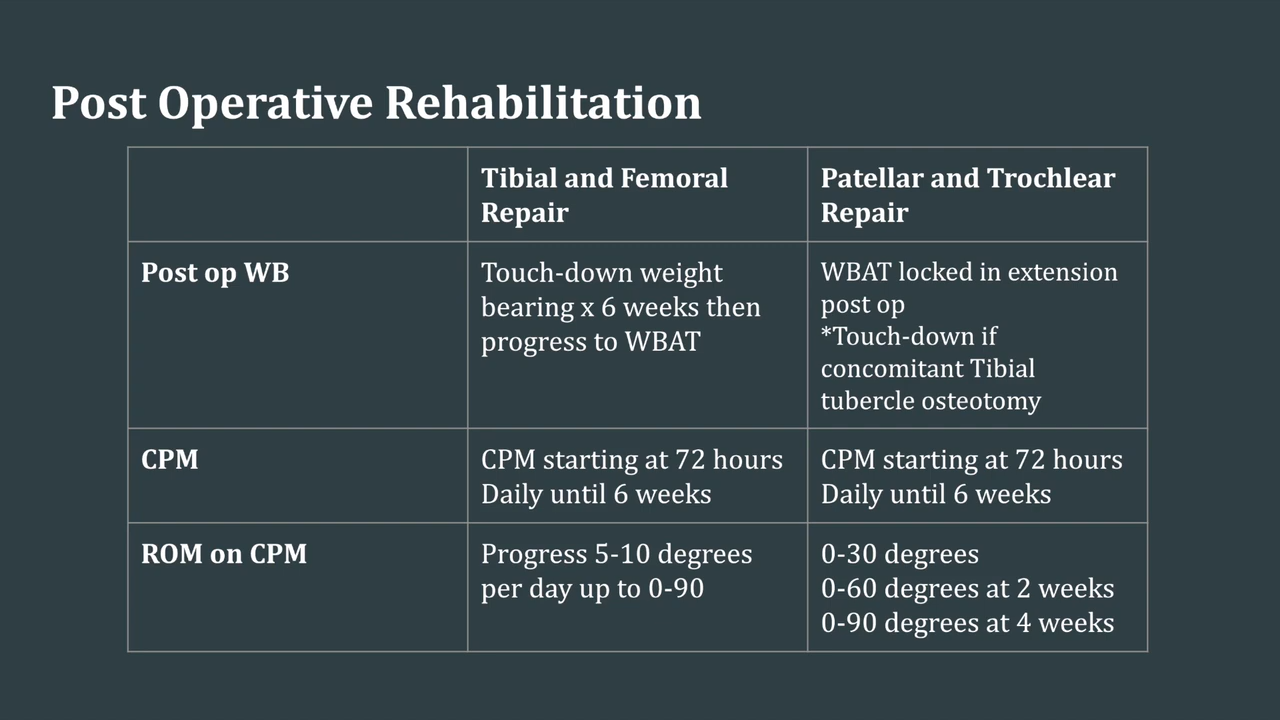 Post Operative Rehabilitation
Tibial and Femoral
Repair
Patellar and Trochlear
Repair
Post op WB
Touch-down weight
bearing x 6 weeks then
progress to WBAT
WBAT locked in extension
post op
*Touch-down if
concomitant Tibial
tubercle osteotomy
CPM
CPM starting at 72 hours
Daily until 6 weeks
CPM starting at 72 hours
Daily until 6 weeks
ROM on CPM
Progress 5-10 degrees
per day up to 0-90
0-30 degrees
0-60 degrees at 2 weeks
0-90 degrees at 4 weeks